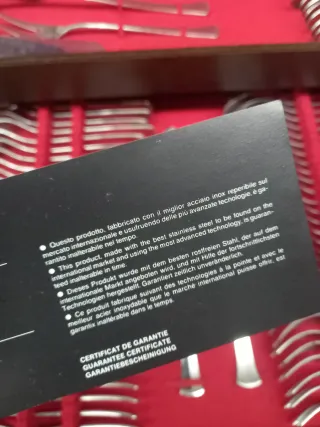 ● Questo prodotto, fabbricato con il miglior acciaio inox reperibile sul
mercato internazionale e usufruendo delle più avanzate tecnologie, è ga-
rantito inalterabile nel tempo.
● This product, made with the best stainless steel to be found on the
international market and using the most advanced technology, is guaran-
teed inalterable in time.
● Dieses Produkt wurde mit dem besten rostfreien Stahl, der auf dem
internationale Markt angeboten wird, und mit Hilfe der fortschrittlichsten
Technologien hergestellt. Garantiert zeitlich unveränderlich.
● Ce produit fabrique suivant des technologies à la pointe et avec le
meilleur acier inoxydable que le marché international puisse offrir, est
garantix inalterable dans le temps.
CERTIFICAT DE GARANTIE
GUARANTEE CERTIFICATE
GARANTIEBESCHEINIGUNG